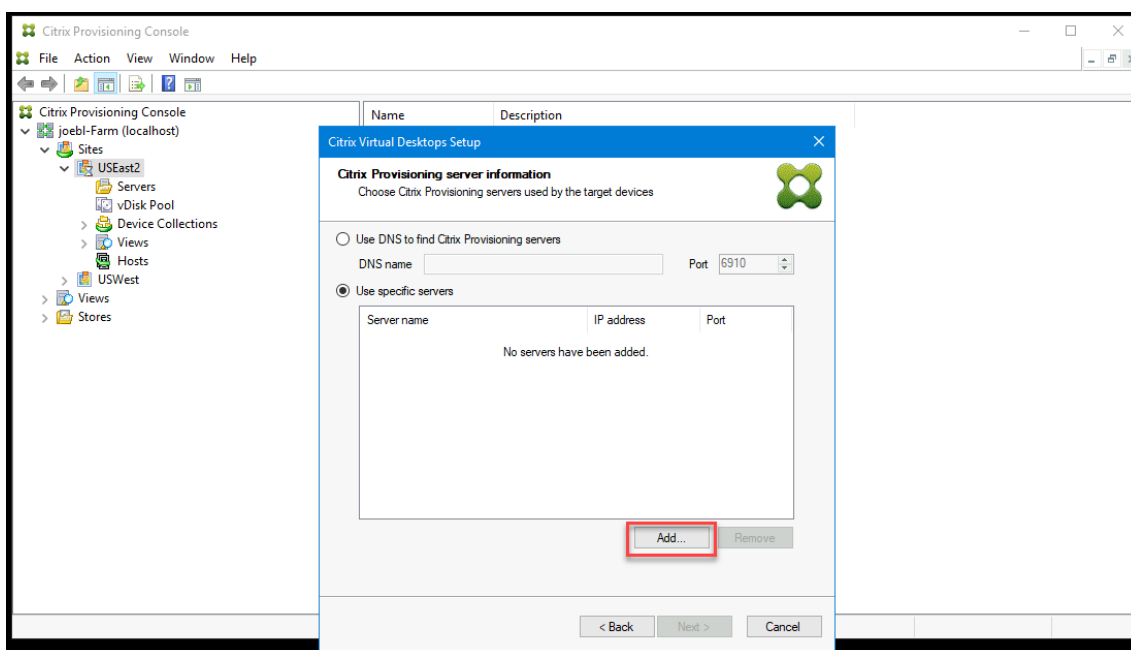 Citrix Provisioning Console
File Action View Window Help
Citrix Provisioning Console
joebl-Farm (localhost)
Sites
USEast2
Servers
vDisk Pool
Device Collections
Views
Hosts
USWest
Views
Stores
Name Description
Citrix Virtual Desktops Setup
Citrix Provisioning server information
Choose Citrix Provisioning servers used by the target devices
Use DNS to find Citrix Provisioning servers
DNS name Port 6910
Use specific servers
Server name IP address Port
No servers have been added.
Add... Remove
< Back Next > Cancel